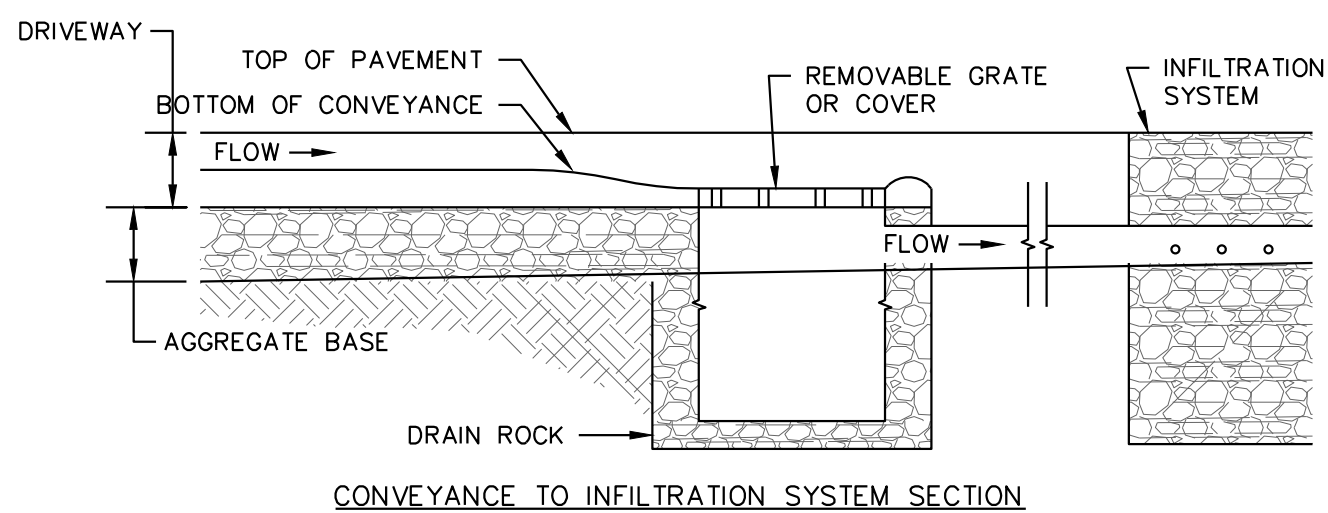 DRIVEWAY
TOP OF PAVEMENT
BOTTOM OF CONVEYANCE
REMOVABLE GRATE
OR COVER
INFILTRATION
SYSTEM
FLOW
FLOW
AGGREGATE BASE
DRAIN ROCK
CONVEYANCE TO INFILTRATION SYSTEM SECTION